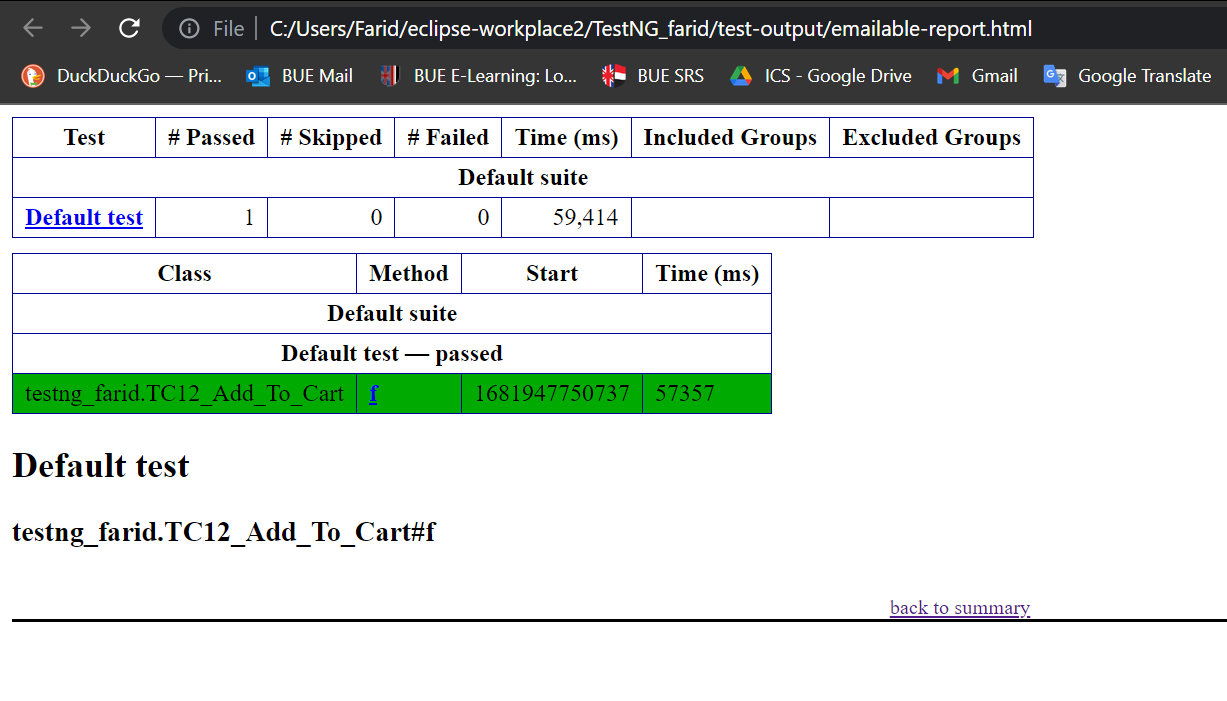 File C:/Users/Farid/eclipse-workplace2/TestNG_farid/test-output/emailable-report.html
DuckDuckGo — Pri... BUE Mail BUE E-Learning: Lo... BUE SRS ICS - Google Drive Gmail Google Translate
Test # Passed # Skipped # Failed Time (ms) Included Groups Excluded Groups
Default suite
Default test 1 0 0 59,414
Class Method Start Time (ms)
Default suite
Default test — passed
testng_farid.TC12_Add_To_Cart f 1681947750737 57357
Default test
testng_farid.TC12_Add_To_Cart#f
back to summary